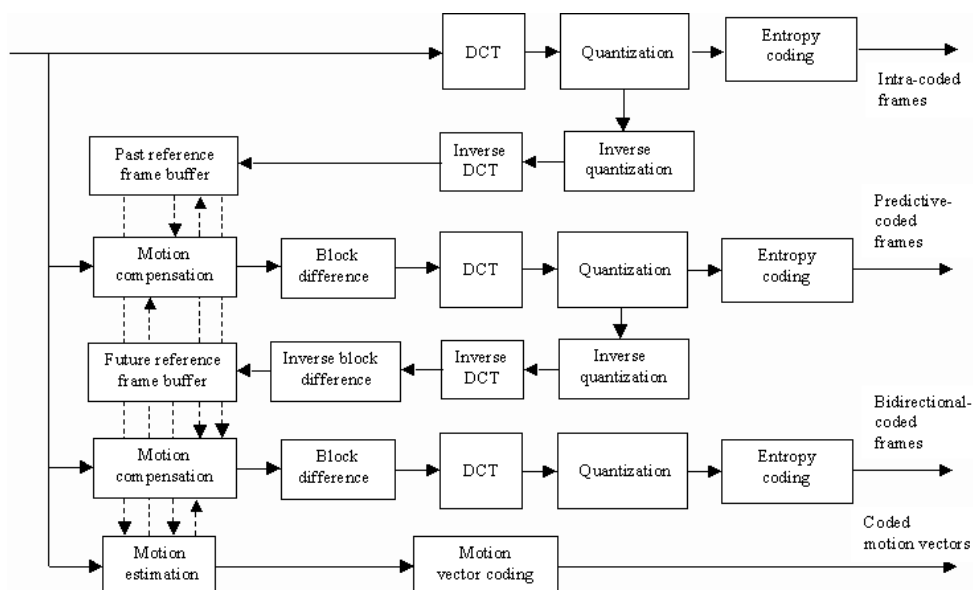 DCT
Quantization
Entropy
coding
Intra-coded
frames
Past reference
frame buffer
Inverse
DCT
Inverse
quantization
Predictive-
coded
frames
Motion
compensation
Block
difference
DCT
Quantization
Entropy
coding
Future reference
frame buffer
Inverse block
difference
Inverse
DCT
Inverse
quantization
Bidirectional-
coded
frames
Motion
compensation
Block
difference
DCT
Quantization
Entropy
coding
Coded
motion vectors
Motion
estimation
Motion
vector coding